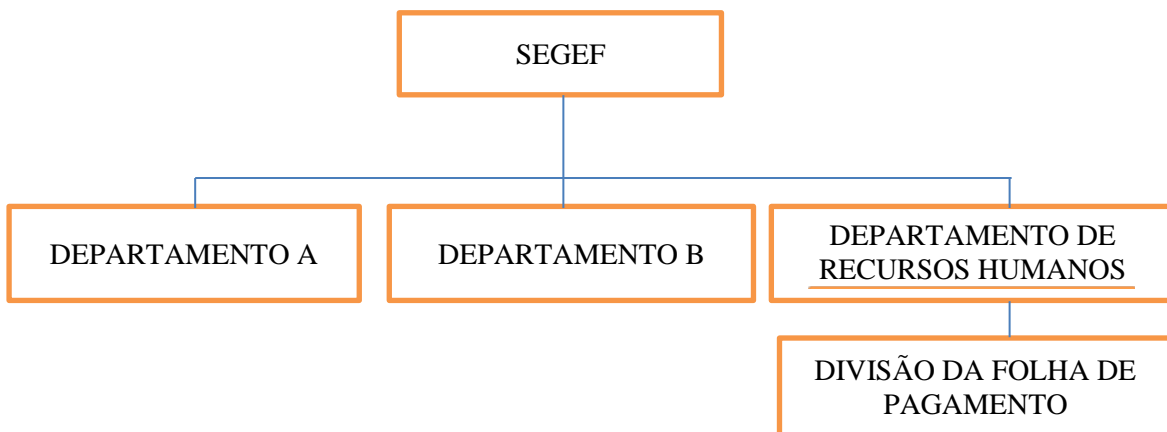 SEGEF
DEPARTAMENTO A
DEPARTAMENTO B
DEPARTAMENTO DE
RECURSOS HUMANOS
DIVISÃO DA FOLHA DE
PAGAMENTO